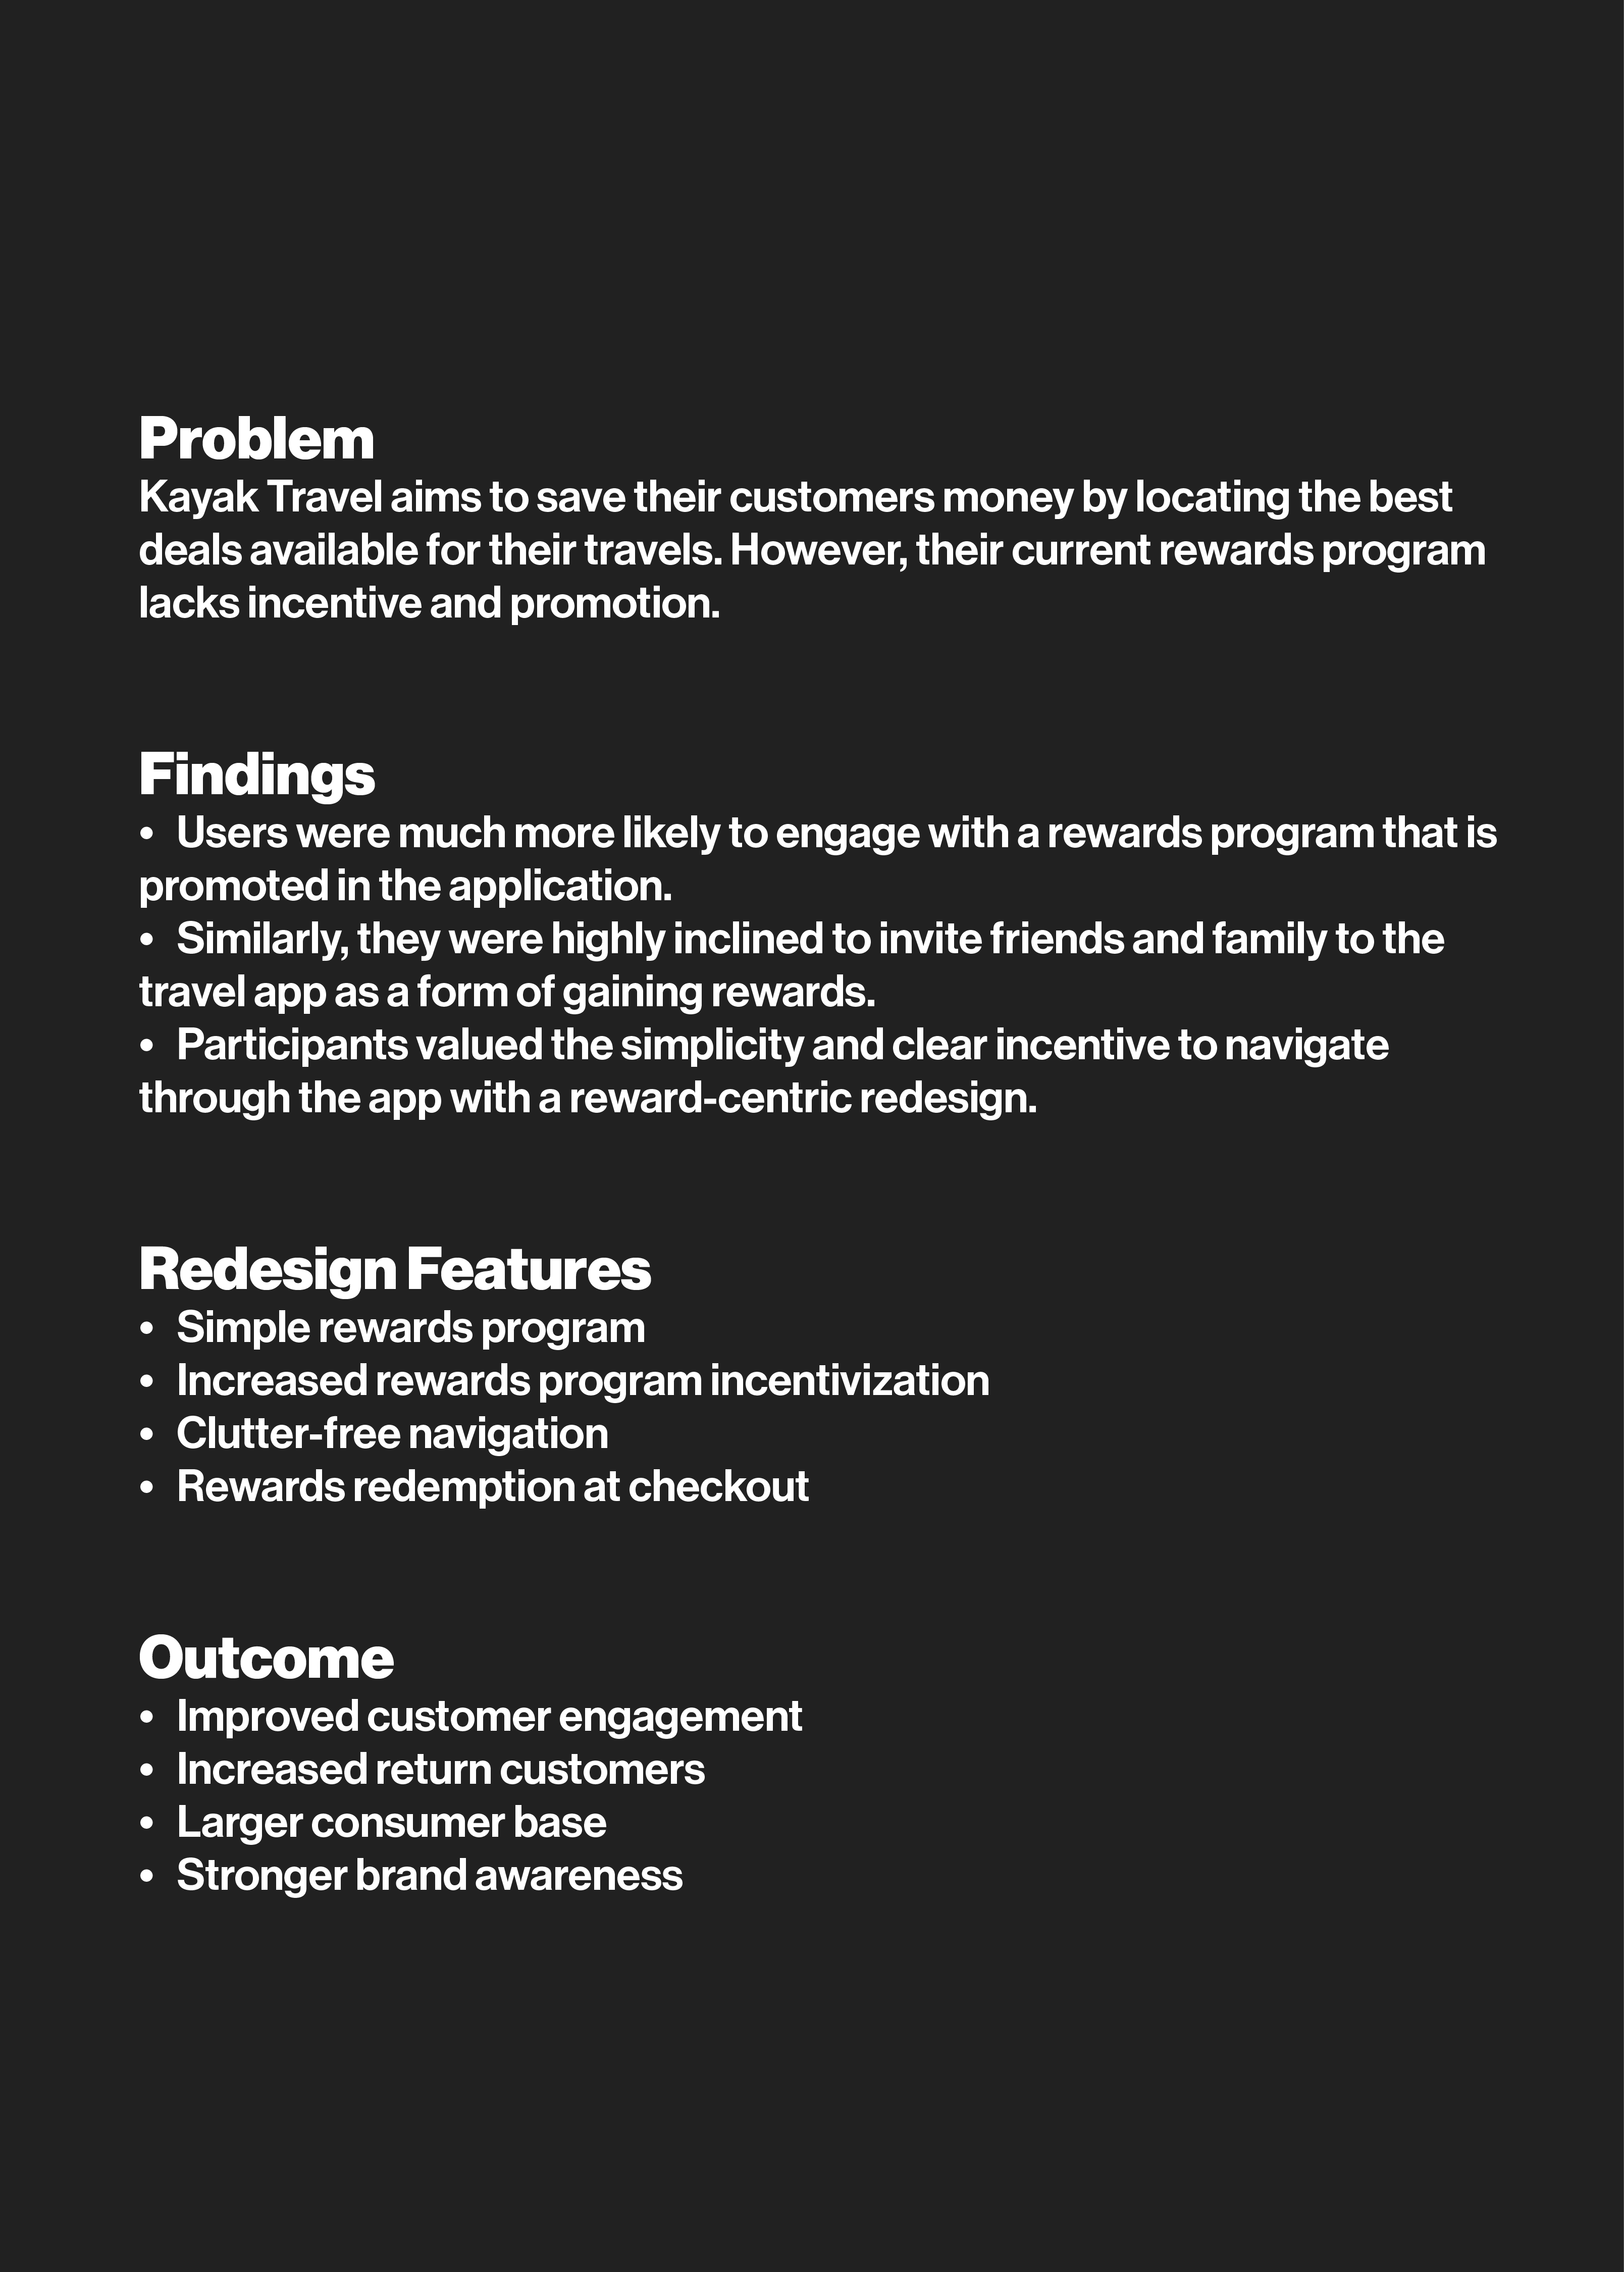 Problem
Kayak Travel aims to save their customers money by locating the best
deals available for their travels. However, their current rewards program
lacks incentive and promotion.
Findings
• Users were much more likely to engage with a rewards program that is
promoted in the application.
• Similarly, they were highly inclined to invite friends and family to the
travel app as a form of gaining rewards.
• Participants valued the simplicity and clear incentive to navigate
through the app with a reward-centric redesign.
Redesign Features
• Simple rewards program
• Increased rewards program incentivization
• Clutter-free navigation
• Rewards redemption at checkout
Outcome
• Improved customer engagement
• Increased return customers
• Larger consumer base
• Stronger brand awareness